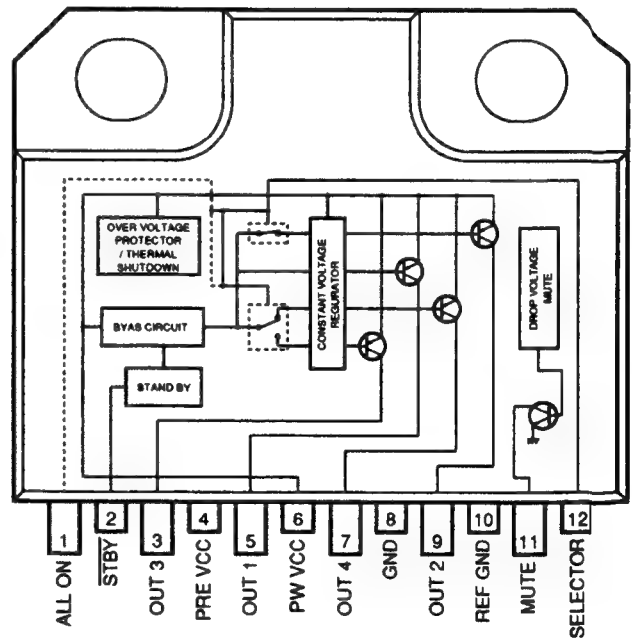 OVER VOLTAGE
PROTECTOR
/ THERMAL
SHUTDOWN
BYAS CIRCUIT
STAND BY
CONSTANT VOLTAGE
REGURATOR
DROP VOLTAGE
MUTE
1
2
3
4
5
6
7
8
9
10
11
12
ALL ON
STBY
OUT 3
PRE VCC
OUT 1
PW VCC
OUT 4
GND
OUT 2
REF GND
MUTE
SELECTOR